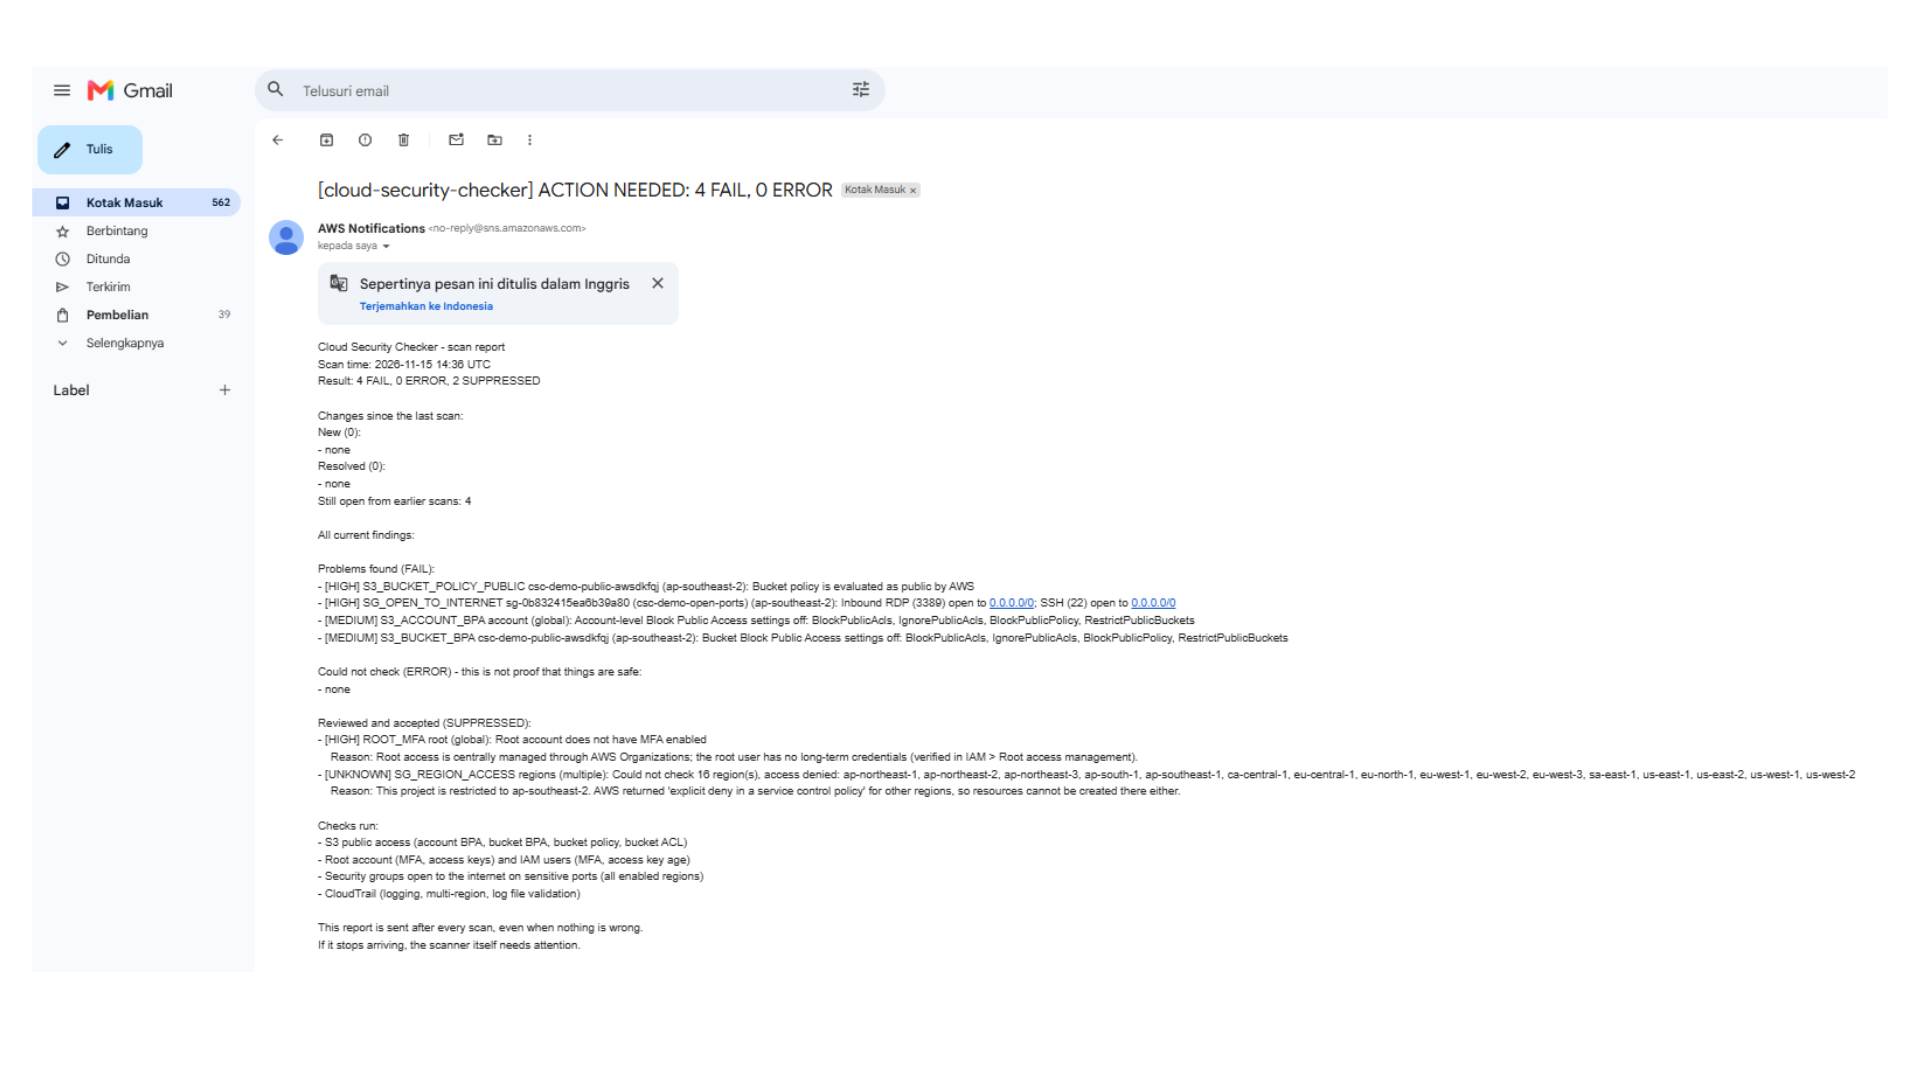 Gmail
Telusuri email
Tulis
Kotak Masuk 562
Berbintang
Ditunda
Terkirim
Pembelian 39
Selengkapnya
Label
[cloud-security-checker] ACTION NEEDED: 4 FAIL, 0 ERROR Kotak Masuk ×
AWS Notifications <no-reply@sns.amazonaws.com>
kepada saya
Sepertinya pesan ini ditulis dalam Inggris
Terjemahkan ke Indonesia
Cloud Security Checker - scan report
Scan time: 2026-11-15 14:36 UTC
Result: 4 FAIL, 0 ERROR, 2 SUPPRESSED
Changes since the last scan:
New (0):
- none
Resolved (0):
- none
Still open from earlier scans: 4
All current findings:
Problems found (FAIL):
- [HIGH] S3_BUCKET_POLICY_PUBLIC csc-demo-public-awsdkfqj (ap-southeast-2): Bucket policy is evaluated as public by AWS
- [HIGH] SG_OPEN_TO_INTERNET sg-0b832415ea6b39a80 (csc-demo-open-ports) (ap-southeast-2): Inbound RDP (3389) open to 0.0.0.0/0; SSH (22) open to 0.0.0.0/0
- [MEDIUM] S3_ACCOUNT_BPA account (global): Account-level Block Public Access settings off: BlockPublicAcls, IgnorePublicAcls, BlockPublicPolicy, RestrictPublicBuckets
- [MEDIUM] S3_BUCKET_BPA csc-demo-public-awsdkfqj (ap-southeast-2): Bucket Block Public Access settings off: BlockPublicAcls, IgnorePublicAcls, BlockPublicPolicy, RestrictPublicBuckets
Could not check (ERROR) - this is not proof that things are safe:
- none
Reviewed and accepted (SUPPRESSED):
- [HIGH] ROOT_MFA root (global): Root account does not have MFA enabled
Reason: Root access is centrally managed through AWS Organizations; the root user has no long-term credentials (verified in IAM > Root access management).
- [UNKNOWN] SG_REGION_ACCESS regions (multiple): Could not check 16 region(s), access denied: ap-northeast-1, ap-northeast-2, ap-northeast-3, ap-south-1, ap-southeast-1, ca-central-1, eu-central-1, eu-north-1, eu-west-1, eu-west-2, eu-west-3, sa-east-1, us-east-1, us-east-2, us-west-1, us-west-2
Reason: This project is restricted to ap-southeast-2. AWS returned 'explicit deny in a service control policy' for other regions, so resources cannot be created there either.
Checks run:
- S3 public access (account BPA, bucket BPA, bucket policy, bucket ACL)
- Root account (MFA, access keys) and IAM users (MFA, access key age)
- Security groups open to the internet on sensitive ports (all enabled regions)
- CloudTrail (logging, multi-region, log file validation)
This report is sent after every scan, even when nothing is wrong.
If it stops arriving, the scanner itself needs attention.